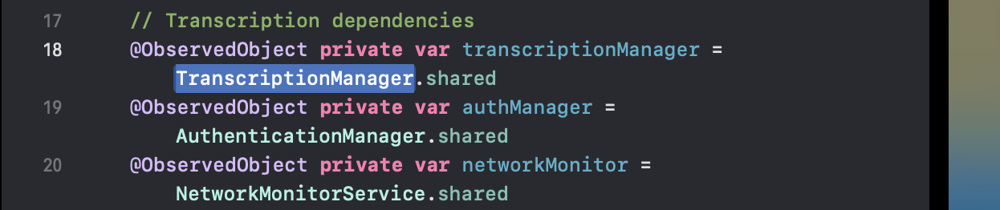 17 // Transcription dependencies
18 @ObservedObject private var transcriptionManager =
TranscriptionManager.shared
19 @ObservedObject private var authManager =
AuthenticationManager.shared
20 @ObservedObject private var networkMonitor =
NetworkMonitorService.shared